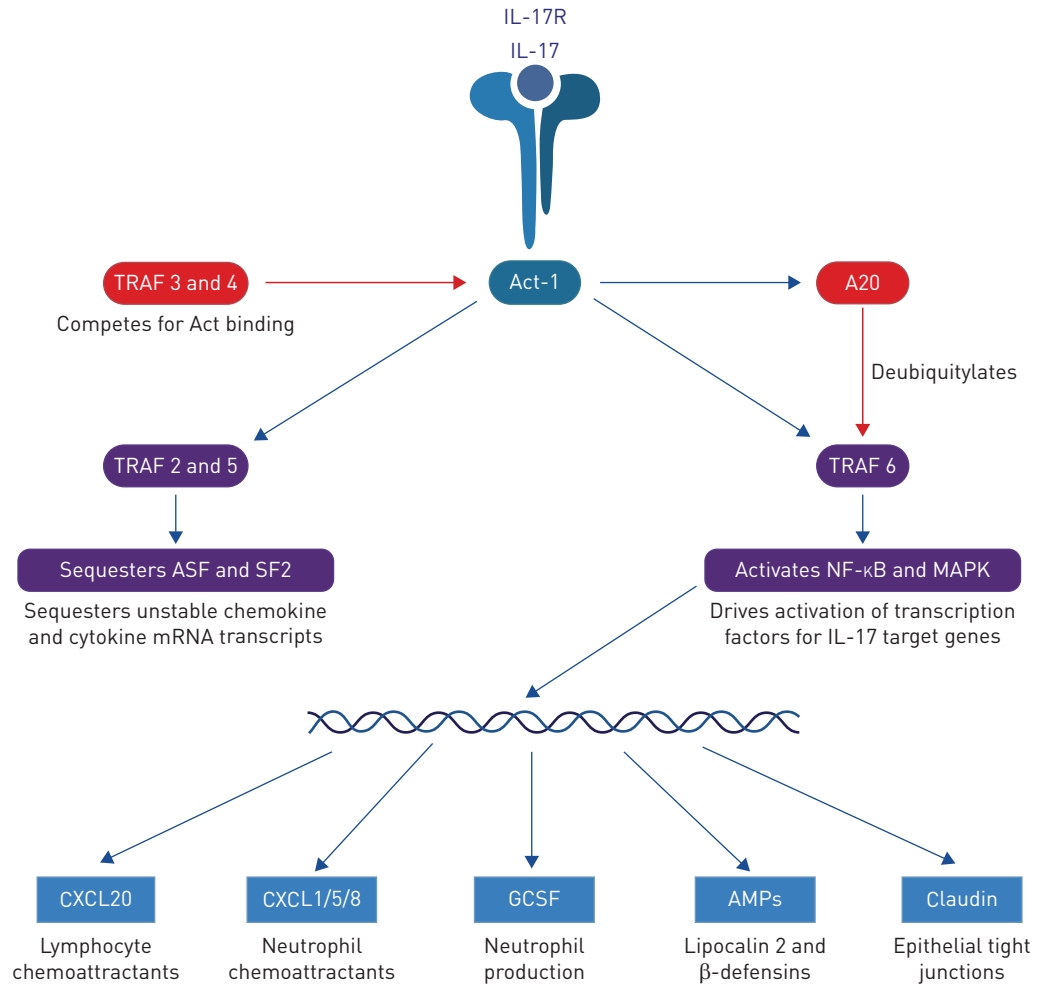 IL-17R
IL-17
TRAF 3 and 4
Act-1
A20
Competes for Act binding
Deubiquitylates
TRAF 2 and 5
TRAF 6
Sequesters ASF and SF2
Activates NF-κB and MAPK
Sequesters unstable chemokine
and cytokine mRNA transcripts
Drives activation of transcription
factors for IL-17 target genes
CXCL20
CXCL1/5/8
GCSF
AMPs
Claudin
Lymphocyte
chemoattractants
Neutrophil
chemoattractants
Neutrophil
production
Lipocalin 2 and
β-defensins
Epithelial tight
junctions